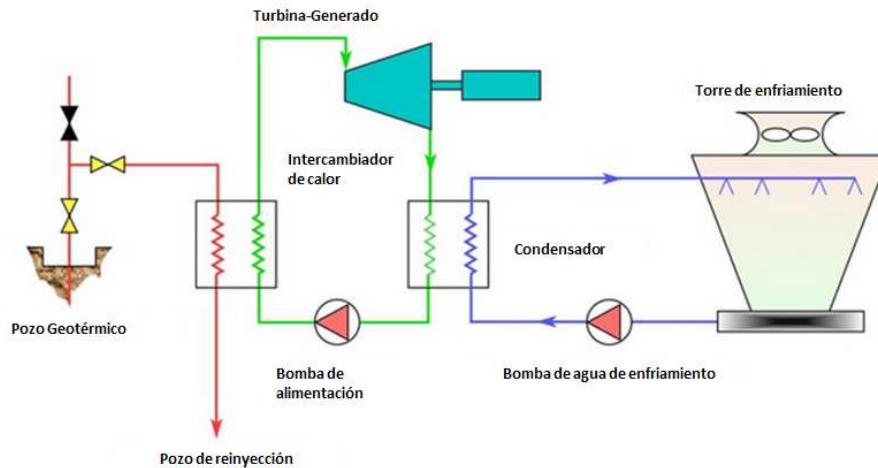 Turbina-Generado
Torre de enfriamiento
Intercambiador
de calor
Condensador
Pozo Geotérmico
Bomba de
alimentación
Bomba de agua de enfriamiento
Pozo de reinyección